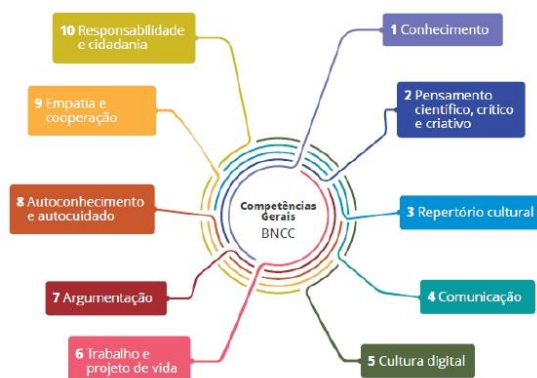 1 Conhecimento
2 Pensamento
científico, crítico
e criativo
3 Repertório cultural
4 Comunicação
5 Cultura digital
6 Trabalho e
projeto de vida
7 Argumentação
8 Autoconhecimento
e autocuidado
9 Empatia e
cooperação
10 Responsabilidade
e cidadania
Competências
Gerais
BNCC